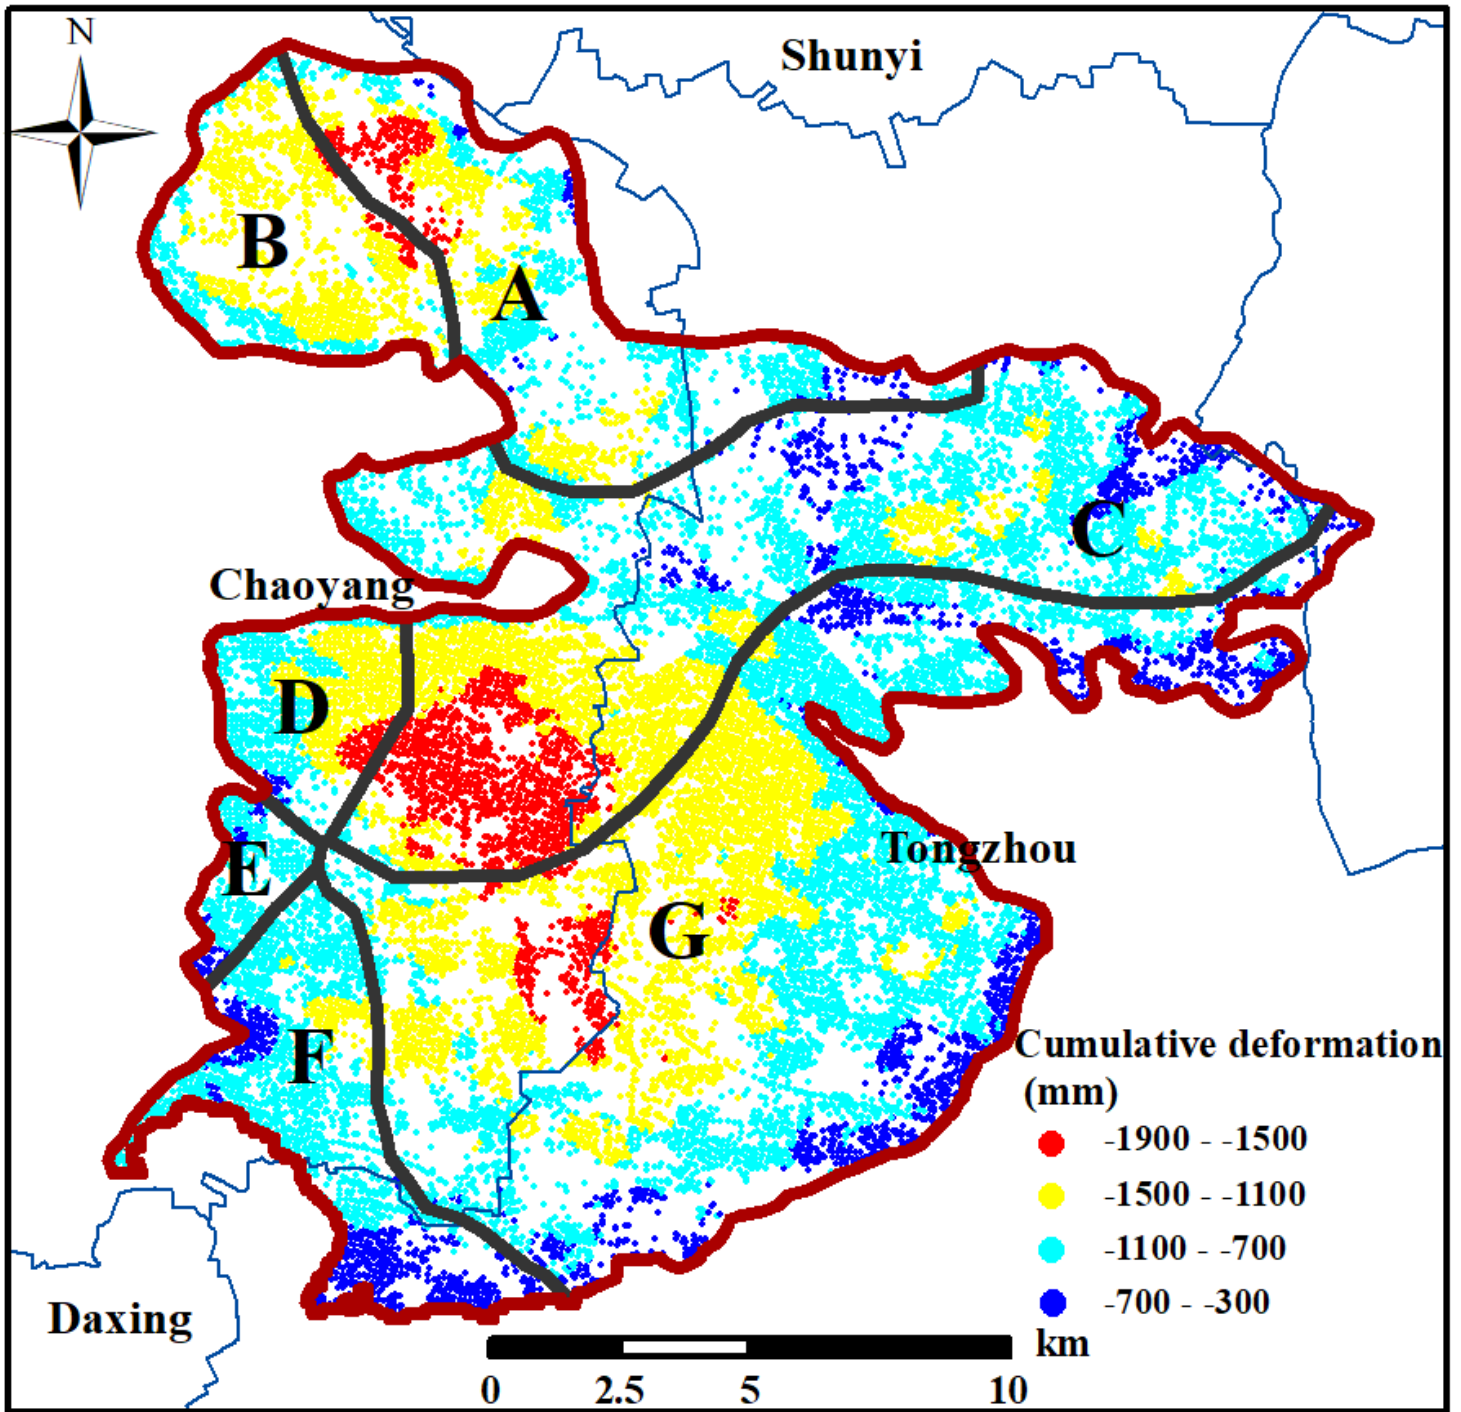 N
Shunyi
B
A
C
Chaoyang
D
Tongzhou
E
G
F
Cumulative deformation
(mm)
-1900 - -1500
-1500 - -1100
-1100 - -700
-700 - -300
Daxing
km
0 2.5 5 10